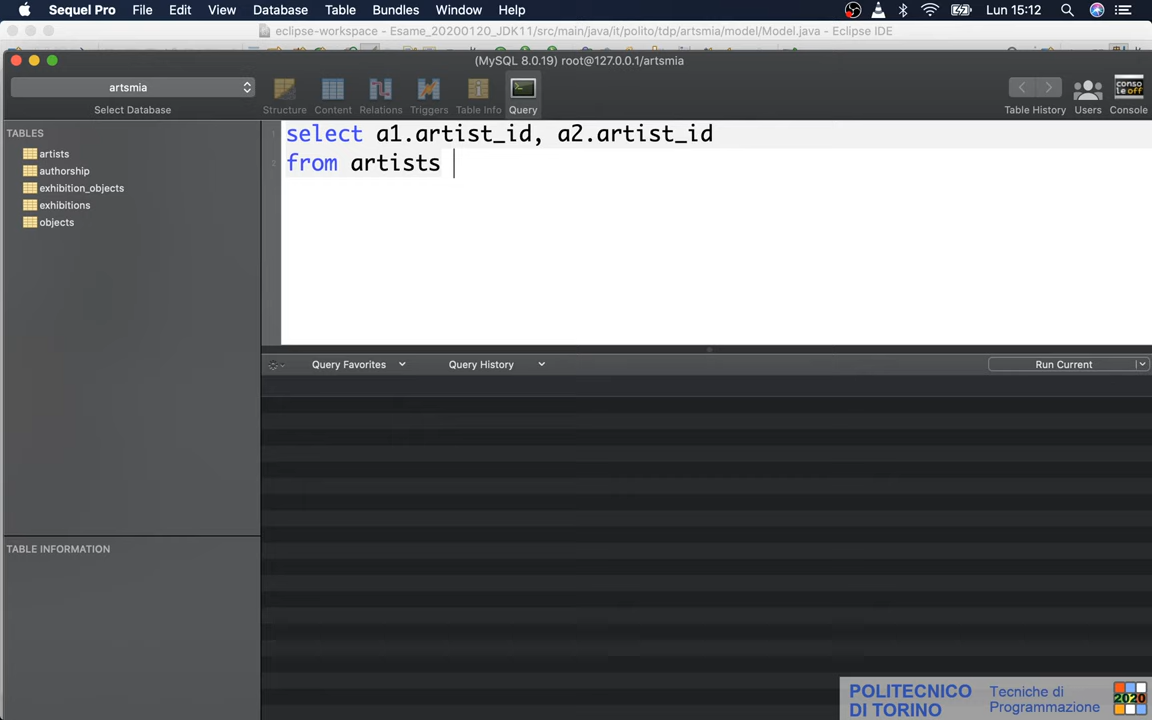 Sequel Pro File Edit View Database Table Bundles Window Help Lun 15:12
eclipse-workspace - Esame_20200120_JDK11/src/main/java/it/polito/tdp/artsmia/model/Model.java - Eclipse IDE
(MySQL 8.0.19) root@127.0.0.1/artsmia
artsmia
Select Database
Structure Content Relations Triggers Table Info Query
Table History Users Console
console off
TABLES
artists
authorship
exhibition_objects
exhibitions
objects
1 select a1.artist_id, a2.artist_id
2 from artists
Query Favorites Query History Run Current
TABLE INFORMATION
POLITECNICO
DI TORINO
Tecniche di
Programmazione
2020